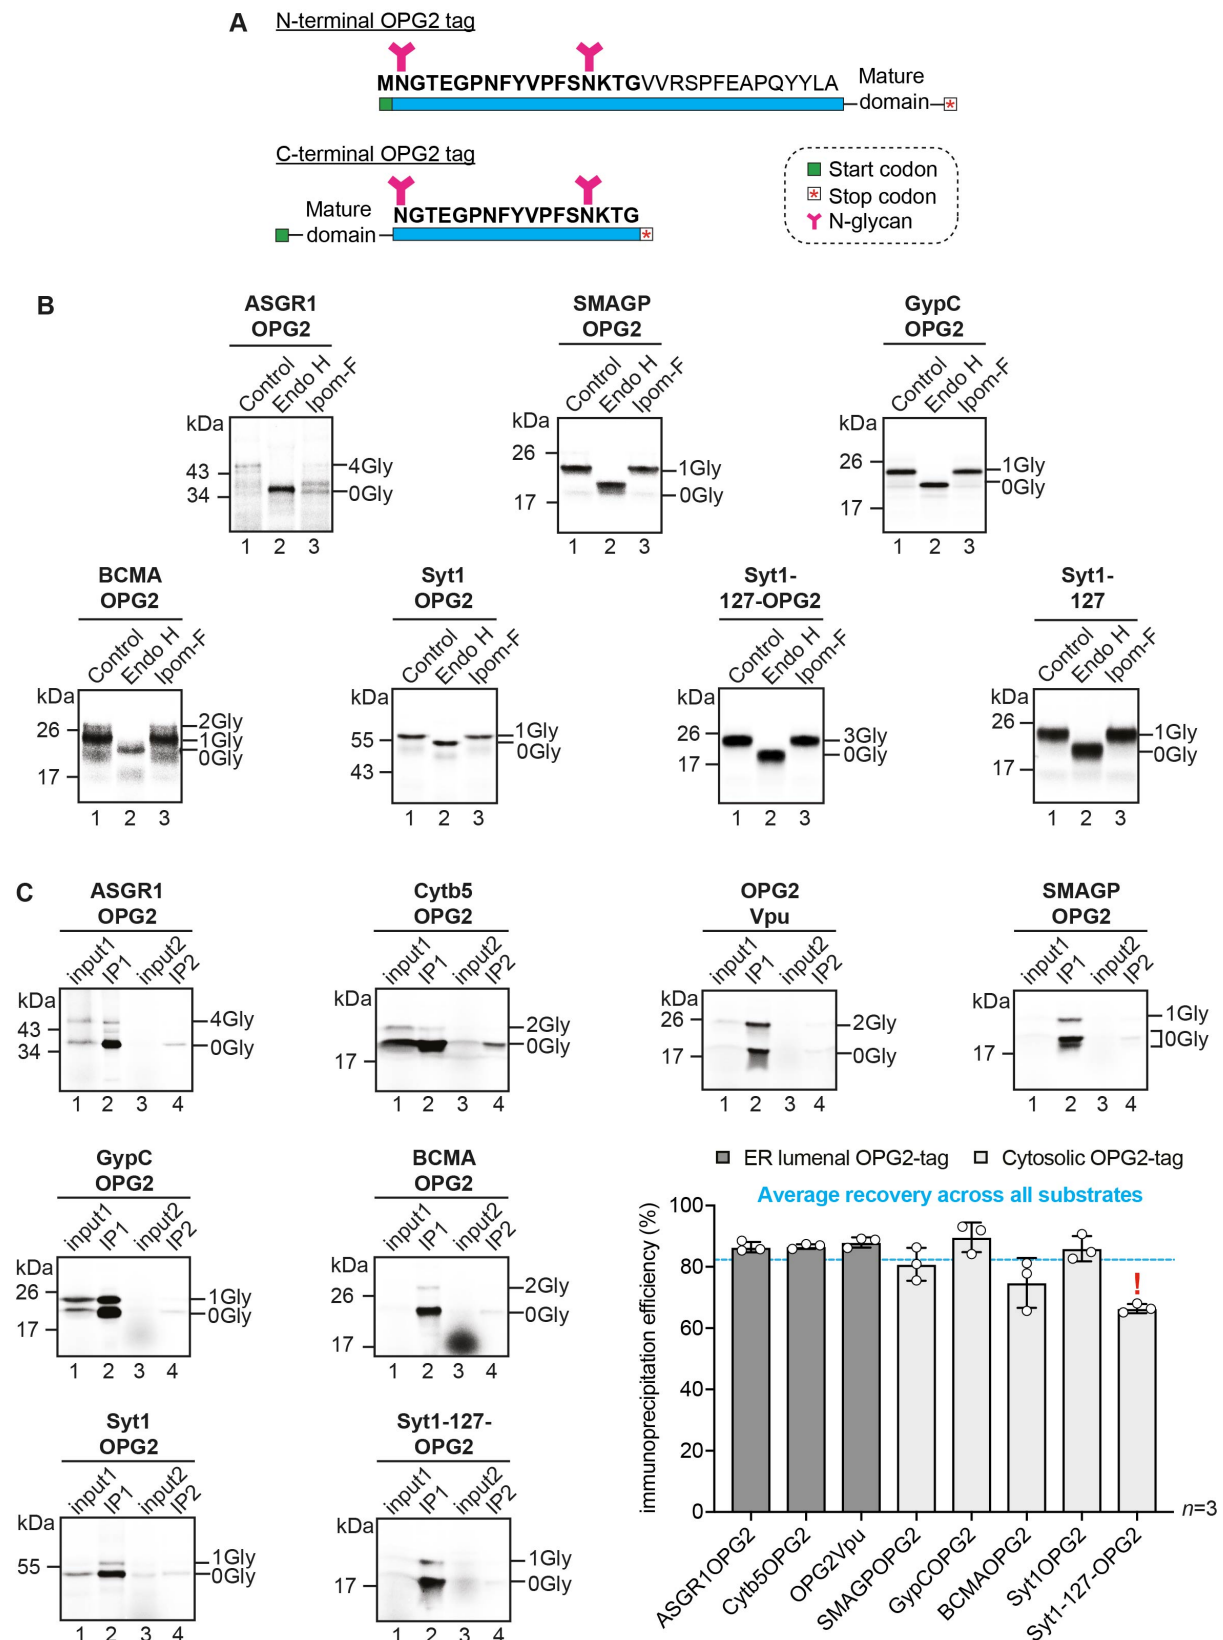 A
N-terminal OPG2 tag
MNGTEGPNFYVPFSNKTGVVRSPFEAPQYYLA
Mature
domain
*
C-terminal OPG2 tag
Mature
domain
NGTEGPNFYVPFSNKTG
*
Start codon
* Stop codon
N-glycan
B
ASGR1
OPG2
Control
Endo H
Ipom-F
kDa
43
34
4Gly
0Gly
1 2 3
SMAGP
OPG2
Control
Endo H
Ipom-F
kDa
26
17
1Gly
0Gly
1 2 3
GypC
OPG2
Control
Endo H
Ipom-F
kDa
26
17
1Gly
0Gly
1 2 3
BCMA
OPG2
Control
Endo H
Ipom-F
kDa
26
17
2Gly
1Gly
0Gly
1 2 3
Syt1
OPG2
Control
Endo H
Ipom-F
kDa
55
43
1Gly
0Gly
1 2 3
Syt1-
127-OPG2
Control
Endo H
Ipom-F
kDa
26
17
3Gly
0Gly
1 2 3
Syt1-
127
Control
Endo H
Ipom-F
kDa
26
17
1Gly
0Gly
1 2 3
C
ASGR1
OPG2
input1
IP1
input2
IP2
kDa
43
34
4Gly
0Gly
1 2 3 4
Cytb5
OPG2
input1
IP1
input2
IP2
kDa
17
2Gly
0Gly
1 2 3 4
OPG2
Vpu
input1
IP1
input2
IP2
kDa
26
17
2Gly
0Gly
1 2 3 4
SMAGP
OPG2
input1
IP1
input2
IP2
kDa
17
1Gly
0Gly
1 2 3 4
GypC
OPG2
input1
IP1
input2
IP2
kDa
26
17
1Gly
0Gly
1 2 3 4
BCMA
OPG2
input1
IP1
input2
IP2
kDa
26
17
2Gly
0Gly
1 2 3 4
Syt1
OPG2
input1
IP1
input2
IP2
kDa
55
1Gly
0Gly
1 2 3 4
Syt1-127-
OPG2
input1
IP1
input2
IP2
kDa
17
1Gly
0Gly
1 2 3 4
ER lumenal OPG2-tag
Cytosolic OPG2-tag
Average recovery across all substrates
immunoprecipitation efficiency (%)
100
80
60
40
20
0
!
n=3
ASGR1OPG2
Cytb5OPG2
OPG2Vpu
SMAGPOPG2
GypCOPG2
BCMAOPG2
Syt1OPG2
Syt1-127-OPG2